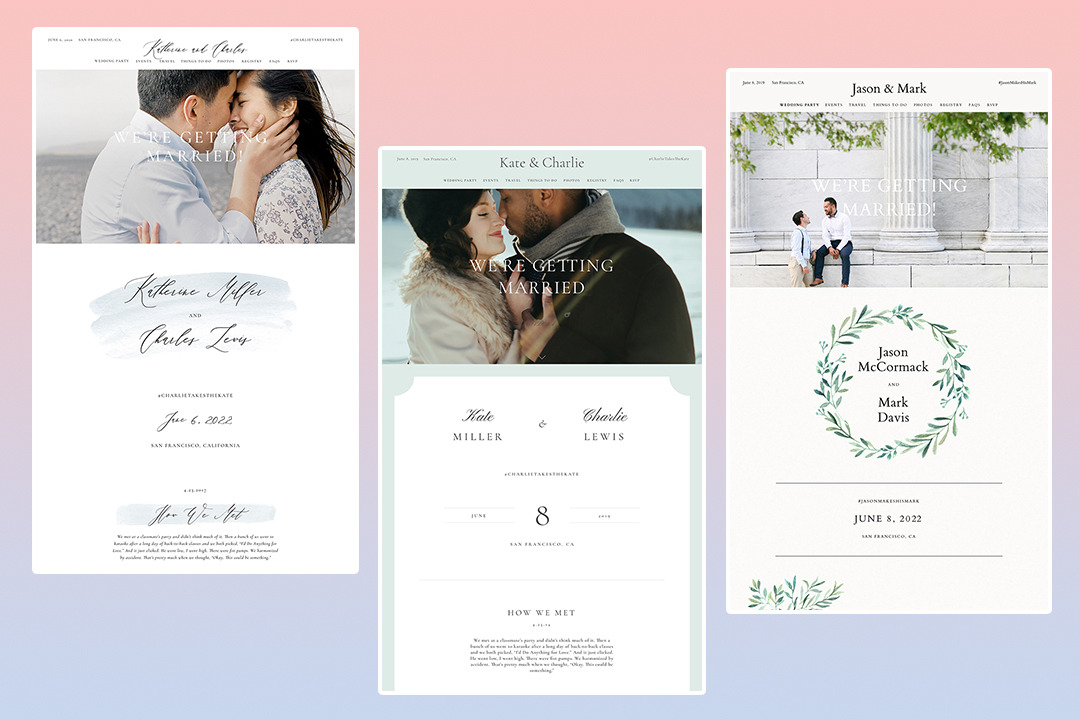 JUNE 6, 2022 SAN FRANCISCO, CA
Katherine and Charles
#CHARLIETAKESTHEKATE
WEDDING PARTY EVENTS TRAVEL THINGS TO DO PHOTOS REGISTRY FAQS RSVP
WE'RE GETTING
MARRIED!
Katherine Miller
AND
Charles Lewis
#CHARLIETAKESTHEKATE
June 6, 2022
SAN FRANCISCO, CALIFORNIA
4.23.2017
How We Met
We met at a classmate's party and didn't think much of it. Then a bunch of us went to
karaoke after a long day of back-to-back classes and we both picked, "I'd Do Anything for
Love." And it just clicked. He went low, I went high. There were fist pumps. We harmonized
by accident. That's pretty much when we thought, "Okay. This could be something."
June 8, 2019 San Francisco, CA
Kate & Charlie
#CharlieTakesTheKate
WEDDING PARTY EVENTS TRAVEL THINGS TO DO PHOTOS REGISTRY FAQS RSVP
WE'RE GETTING
MARRIED
Kate & Charlie
MILLER LEWIS
#CHARLIETAKESTHEKATE
JUNE 8 2019
SAN FRANCISCO, CA
HOW WE MET
4.23.14
We met at a classmate's party and didn't think much of it. Then a
bunch of us went to karaoke after a long day of back-to-back classes
and we both picked, "I'd Do Anything for Love." And it just clicked.
He went low, I went high. There were fist pumps. We harmonized by
accident. That's pretty much when we thought, "Okay. This could be
something."
June 8, 2019 San Francisco, CA
Jason & Mark
#JasonMakesHisMark
WEDDING PARTY EVENTS TRAVEL THINGS TO DO PHOTOS REGISTRY FAQS RSVP
WE'RE GETTING
MARRIED!
Jason
McCormack
AND
Mark
Davis
#JASONMAKESHISMARK
JUNE 8, 2022
SAN FRANCISCO, CA